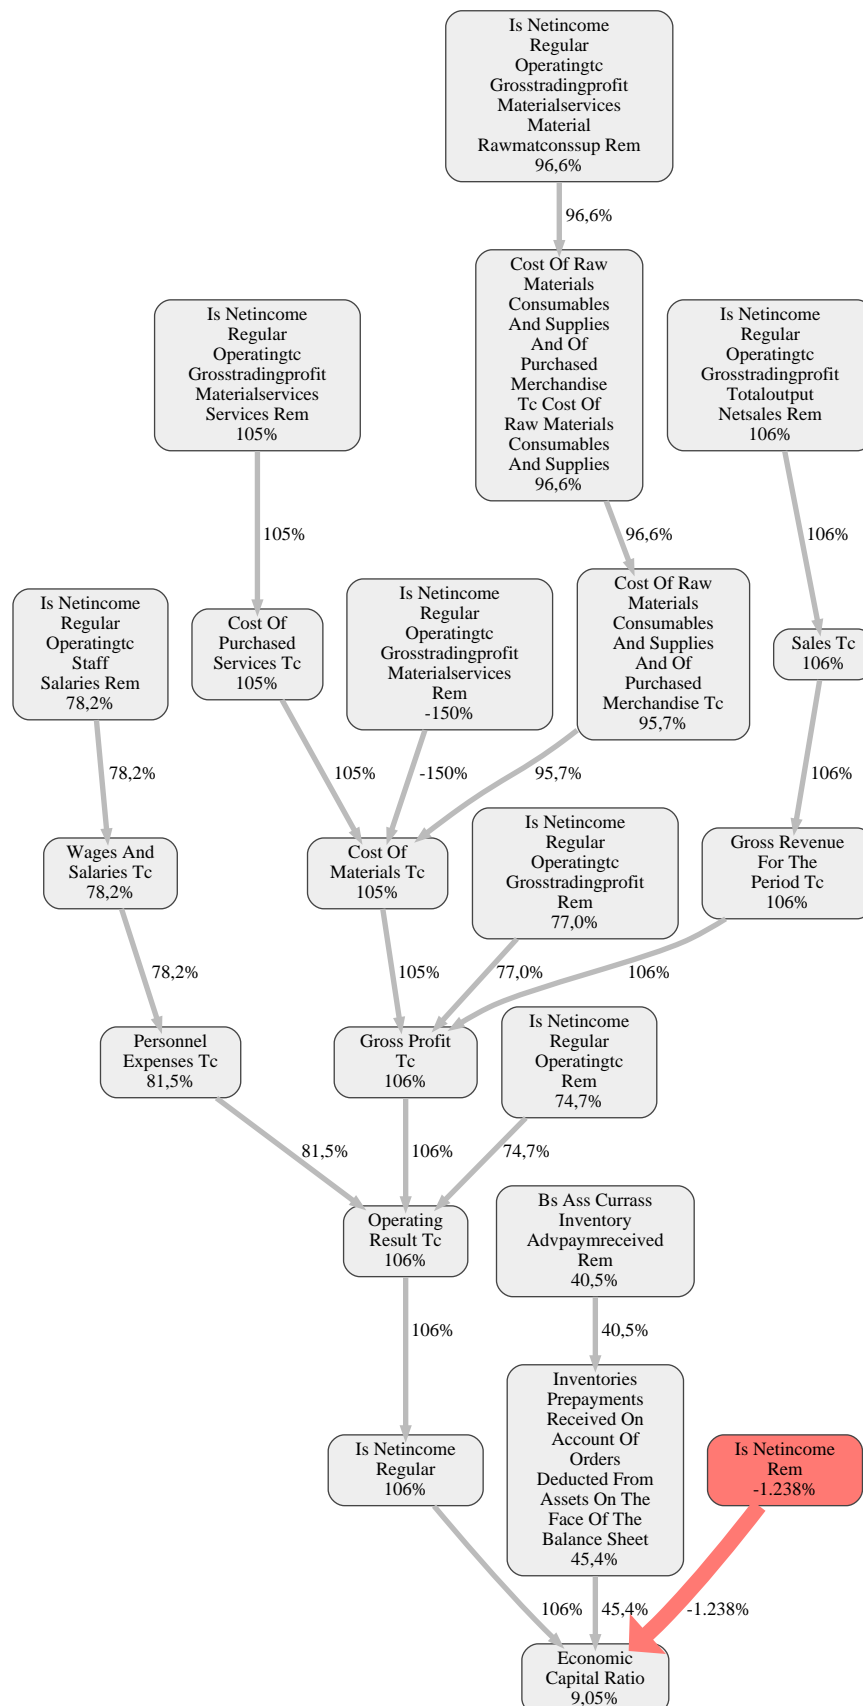 Is Netincome
Regular
Operatingtc
Grosstradingprofit
Materialservices
Material
Rawmatconssup Rem
96,6%
96,6%
Cost Of Raw
Materials
Consumables
And Supplies
And Of
Purchased
Merchandise
Tc Cost Of
Raw Materials
Consumables
And Supplies
96,6%
Is Netincome
Regular
Operatingtc
Grosstradingprofit
Materialservices
Services Rem
105%
Is Netincome
Regular
Operatingtc
Grosstradingprofit
Totaloutput
Netsales Rem
106%
105%
96,6%
106%
Is Netincome
Regular
Operatingtc
Staff
Salaries Rem
78,2%
Cost Of
Purchased
Services Tc
105%
Is Netincome
Regular
Operatingtc
Grosstradingprofit
Materialservices
Rem
-150%
Cost Of Raw
Materials
Consumables
And Supplies
And Of
Purchased
Merchandise Tc
95,7%
Sales Tc
106%
78,2%
105%
-150%
95,7%
106%
Wages And
Salaries Tc
78,2%
Cost Of
Materials Tc
105%
Is Netincome
Regular
Operatingtc
Grosstradingprofit
Rem
77,0%
Gross Revenue
For The
Period Tc
106%
78,2%
105%
77,0%
106%
Personnel
Expenses Tc
81,5%
Gross Profit
Tc
106%
Is Netincome
Regular
Operatingtc
Rem
74,7%
81,5%
106%
74,7%
Operating
Result Tc
106%
Bs Ass Currass
Inventory
Advpaymreceived
Rem
40,5%
106%
40,5%
Is Netincome
Regular
106%
Inventories
Prepayments
Received On
Account Of
Orders
Deducted From
Assets On The
Face Of The
Balance Sheet
45,4%
Is Netincome
Rem
-1.238%
106%
45,4%
-1.238%
Economic
Capital Ratio
9,05%